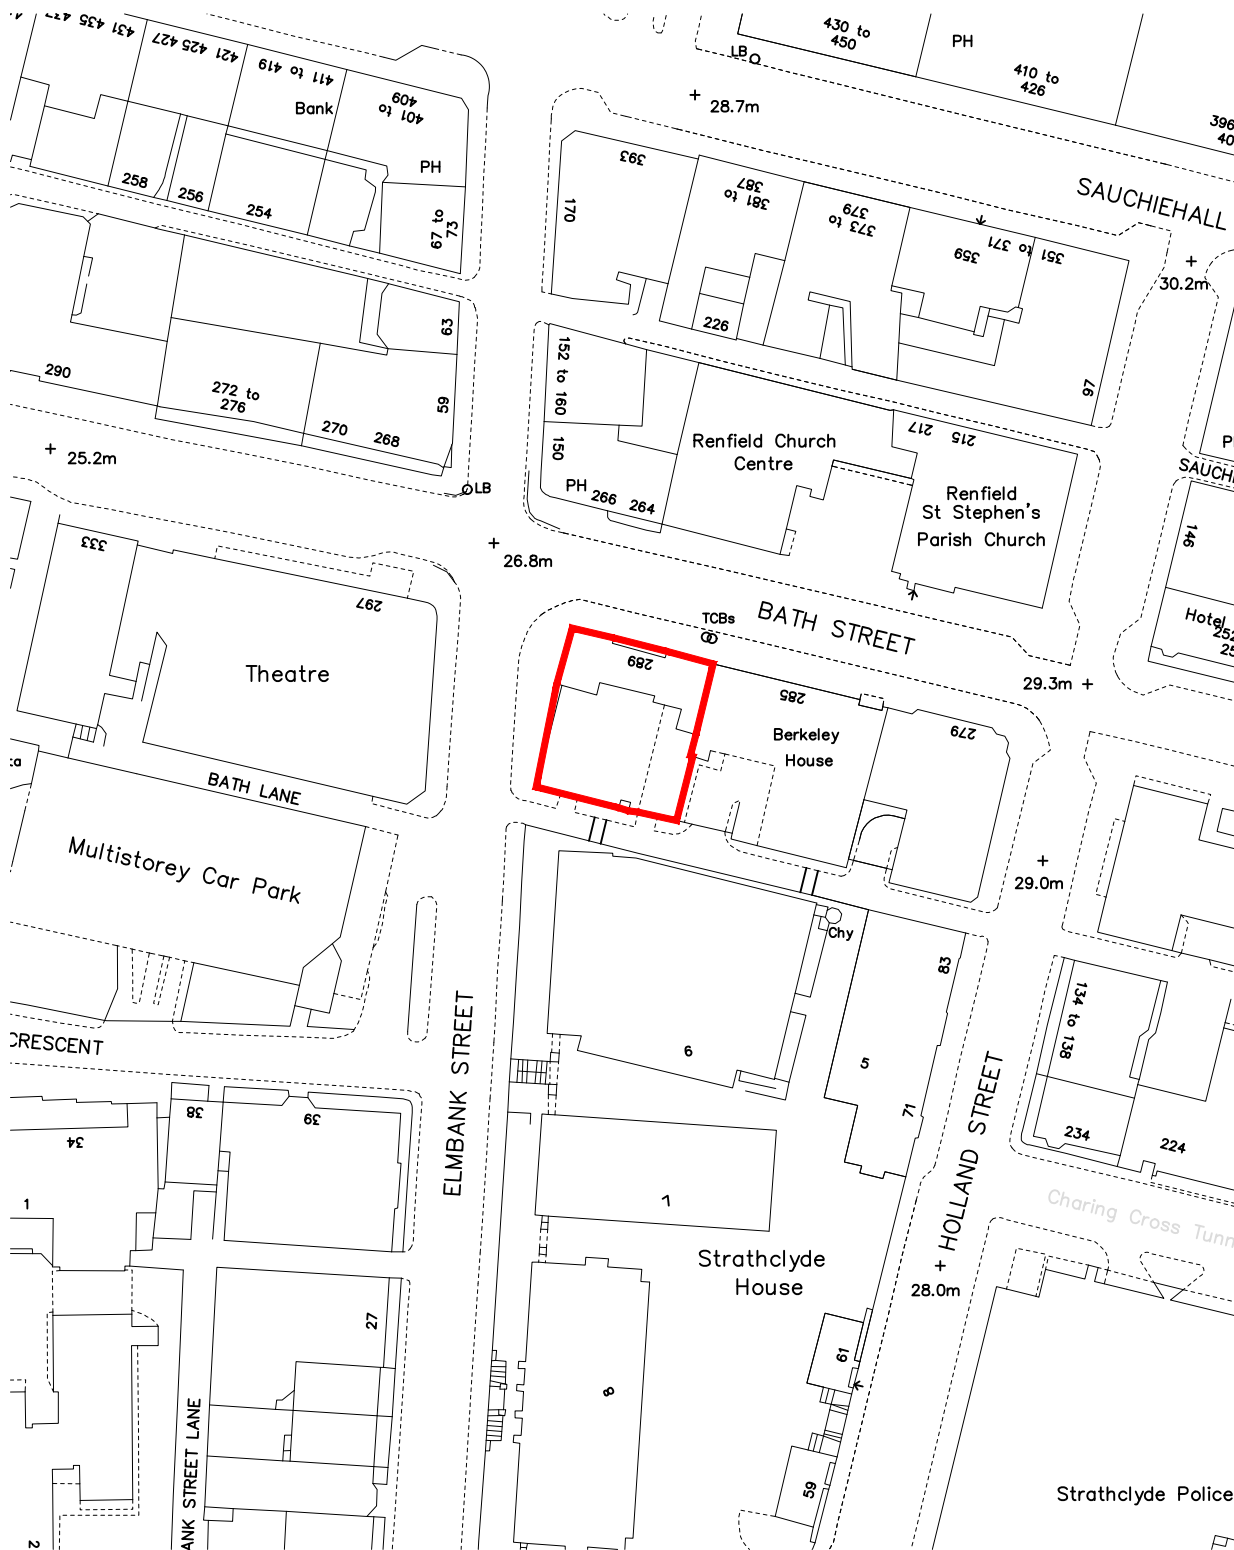 431 435 437
427 425 421
411 to 419
Bank
401 to
409
PH
258
256
254
67 to
73
430 to
450
LB
PH
410 to
426
396
40
28.7m
SAUCHIEHALL
393
170
381 to
387
373 to
379
359
351 to 371
30.2m
226
97
63
59
290
272 to
276
270
268
25.2m
LB
152 to 160
150
PH
266
264
Renfield Church
Centre
217
215
Renfield
St Stephen's
Parish Church
SAUCHI
146
Hotel
252
25
26.8m
333
297
Theatre
TCBs
BATH STREET
289
285
Berkeley
House
279
29.3m
BATH LANE
Multistorey Car Park
29.0m
Chy
83
134 to 138
CRESCENT
ELMBANK STREET
6
5
71
HOLLAND STREET
234
224
38
39
34
1
7
Charing Cross Tunn
Strathclyde
House
28.0m
27
61
8
59
ANK STREET LANE
Strathclyde Police
2